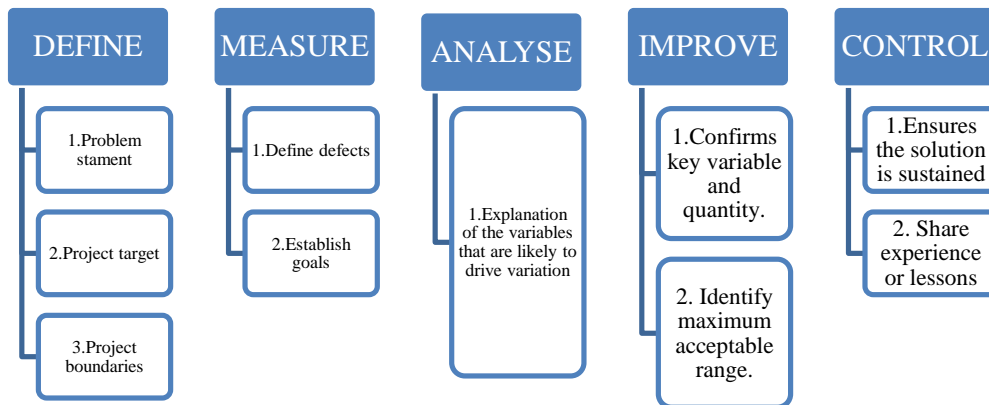 DEFINE
1.Problem
stament
2.Project target
3.Project
boundaries
MEASURE
1.Define defects
2.Establish
goals
ANALYSE
1.Explanation
of the variables
that are likely to
drive variation
IMPROVE
1.Confirms
key variable
and
quantity.
2. Identify
maximum
acceptable
range.
CONTROL
1.Ensures
the solution
is sustained
2. Share
experience
or lessons